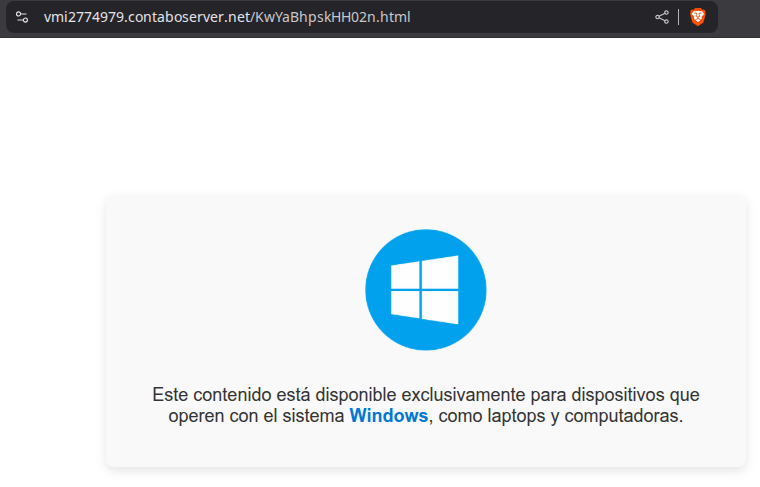 vmi2774979.contaboserver.net/KwYaBhpskHH02n.html
Este contenido está disponible exclusivamente para dispositivos que
operen con el sistema Windows, como laptops y computadoras.